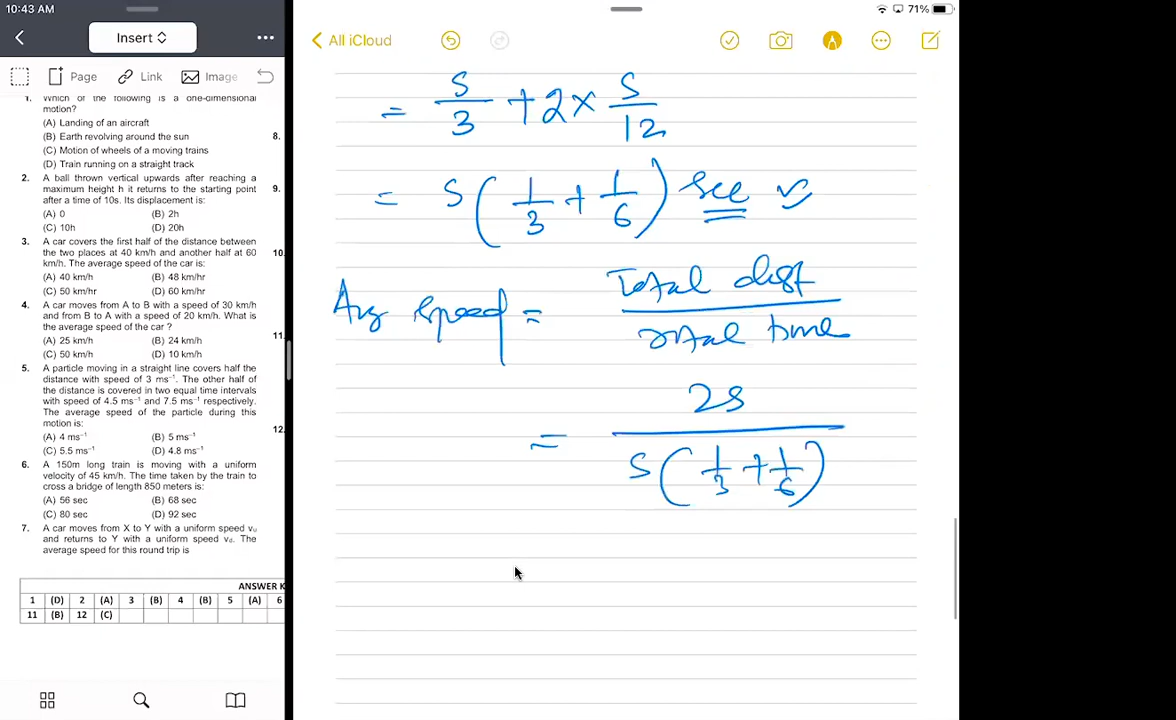 10:43 AM
71%
Insert
All iCloud
Page Link Image
1. Which of the following is a one-dimensional
motion?
(A) Landing of an aircraft
(B) Earth revolving around the sun
(C) Motion of wheels of a moving trains
(D) Train running on a straight track
2. A ball thrown vertical upwards after reaching a
maximum height h it returns to the starting point
after a time of 10s. Its displacement is:
(A) 0 (B) 2h
(C) 10h (D) 20h
3. A car covers the first half of the distance between
the two places at 40 km/h and another half at 60
km/h. The average speed of the car is:
(A) 40 km/h (B) 48 km/hr
(C) 50 km/hr (D) 60 km/hr
4. A car moves from A to B with a speed of 30 km/h
and from B to A with a speed of 20 km/h. What is
the average speed of the car ?
(A) 25 km/h (B) 24 km/h
(C) 50 km/h (D) 10 km/h
5. A particle moving in a straight line covers half the
distance with speed of 3 ms⁻¹. The other half of
the distance is covered in two equal time intervals
with speed of 4.5 ms⁻¹ and 7.5 ms⁻¹ respectively.
The average speed of the particle during this
motion is:
(A) 4 ms⁻¹ (B) 5 ms⁻¹
(C) 5.5 ms⁻¹ (D) 4.8 ms⁻¹
6. A 150m long train is moving with a uniform
velocity of 45 km/h. The time taken by the train to
cross a bridge of length 850 meters is:
(A) 56 sec (B) 68 sec
(C) 80 sec (D) 92 sec
7. A car moves from X to Y with a uniform speed vᵤ
and returns to Y with a uniform speed v_d. The
average speed for this round trip is
8.
9.
10.
11.
12.
ANSWER K
1 (D) 2 (A) 3 (B) 4 (B) 5 (A) 6
11 (B) 12 (C)
= S/3 + 2 × S/12
= S(1/3 + 1/6) sec
Avg speed = Total dist / Total time
= 2S / S(1/3 + 1/6)